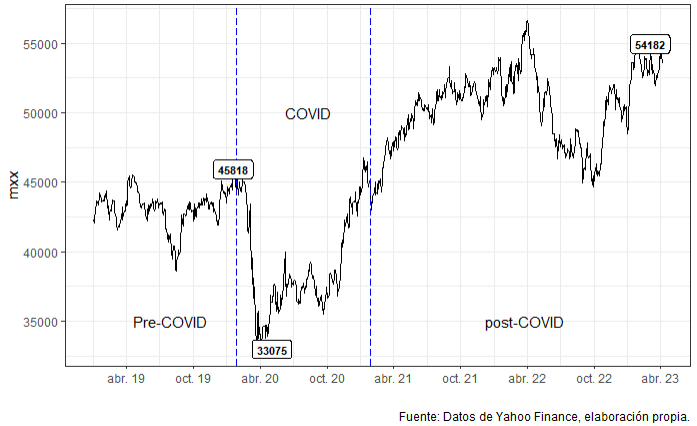 mxx
55000
50000
45000
40000
35000
COVID
Pre-COVID
post-COVID
45818
33075
54182
abr. 19
oct. 19
abr. 20
oct. 20
abr. 21
oct. 21
abr. 22
oct. 22
abr. 23
Fuente: Datos de Yahoo Finance, elaboración propia.